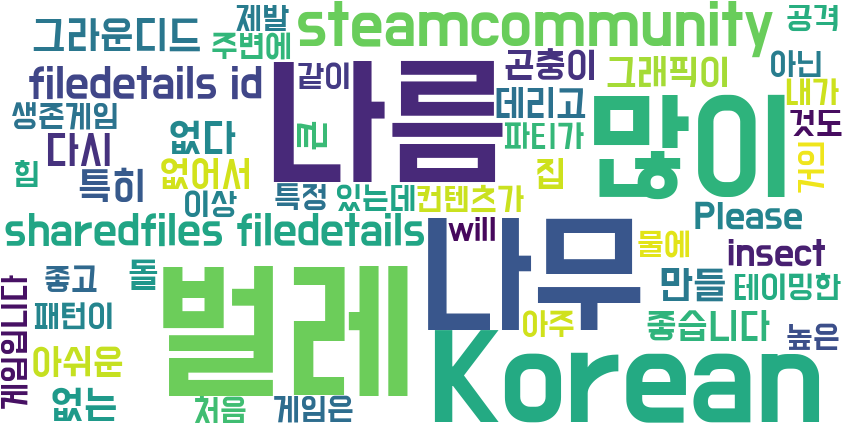 제발
steamcommunity
공격
그라운디드
주변에
나름
같이
곤충이
그래픽이
아닌
filedetails id
내가
생존게임
데리고
많이
것도
없다
큰
파티가
다시
거의
힘
특히
없어서
집
이상
특정
있는데
컨텐츠가
Please
sharedfiles filedetails
will
나무
물에
insect
벌레
좋고
돌
만들
테이밍한
게임입니다
패턴이
아주
좋습니다
높은
아쉬운
Korean
없는
처음
게임은